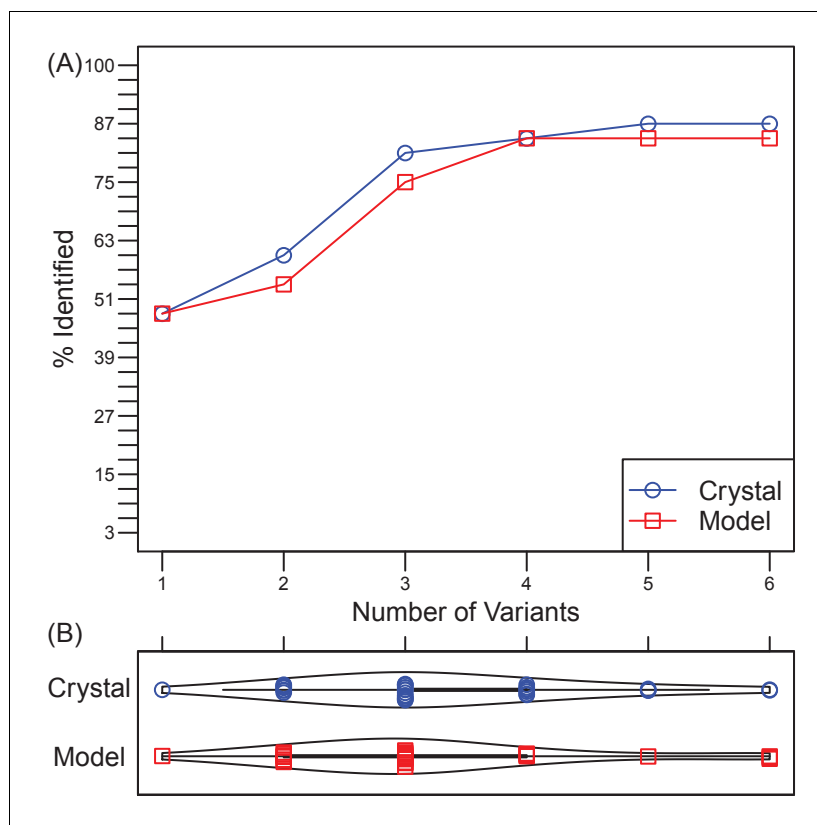 (A)
100
87
75
63
51
39
27
15
3
% Identified
Crystal
Model
1 2 3 4 5 6
Number of Variants
(B)
Crystal
Model